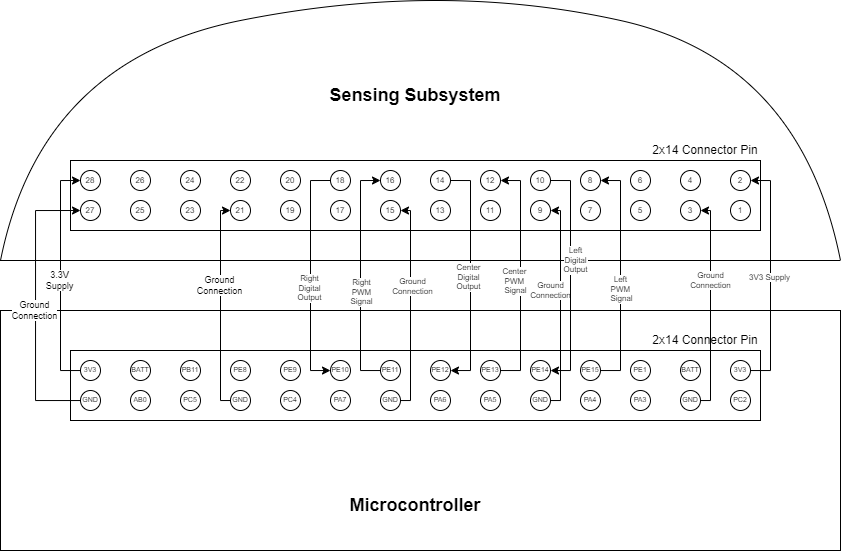 Sensing Subsystem
2x14 Connector Pin
28 26 24 22 20 18 16 14 12 10 8 6 4 2
27 25 23 21 19 17 15 13 11 9 7 5 3 1
3.3V
Supply
Ground
Connection
Ground
Connection
Right
Digital
Output
Right
PWM
Signal
Ground
Connection
Center
Digital
Output
Center
PWM
Signal
Ground
Connection
Left
Digital
Output
Left
PWM
Signal
Ground
Connection
3V3 Supply
2x14 Connector Pin
3V3 BATT PB11 PE8 PE9 PE10 PE11 PE12 PE13 PE14 PE15 PE1 BATT 3V3
GND AB0 PC5 GND PC4 PA7 GND PA6 PA5 GND PA4 PA3 GND PC2
Microcontroller